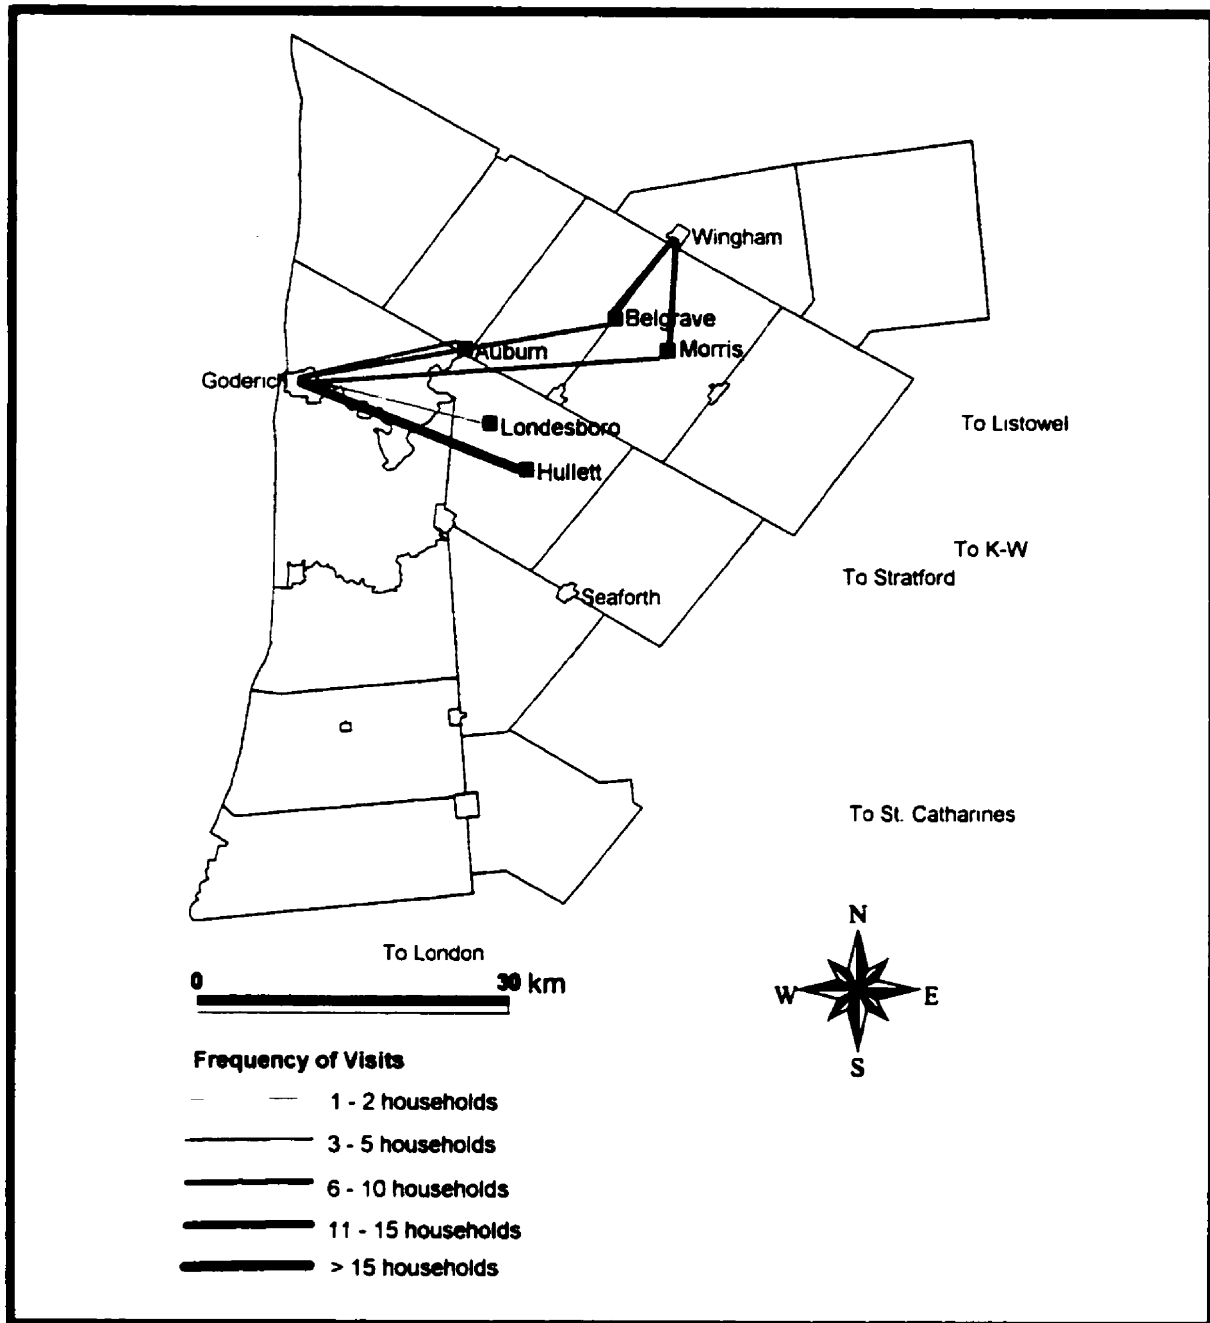 Wingham
Belgrave
Auburn
Morris
Goderich
To Listowel
Londesboro
Hullett
To K-W
To Stratford
Seaforth
To St. Catharines
N
To London
0 30 km
W E
S
Frequency of Visits
1 - 2 households
3 - 5 households
6 - 10 households
11 - 15 households
> 15 households